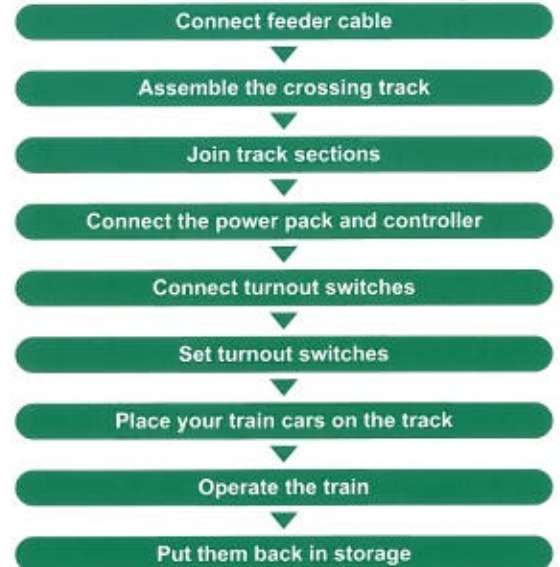 Connect feeder cable
Assemble the crossing track
Join track sections
Connect the power pack and controller
Connect turnout switches
Set turnout switches
Place your train cars on the track
Operate the train
Put them back in storage